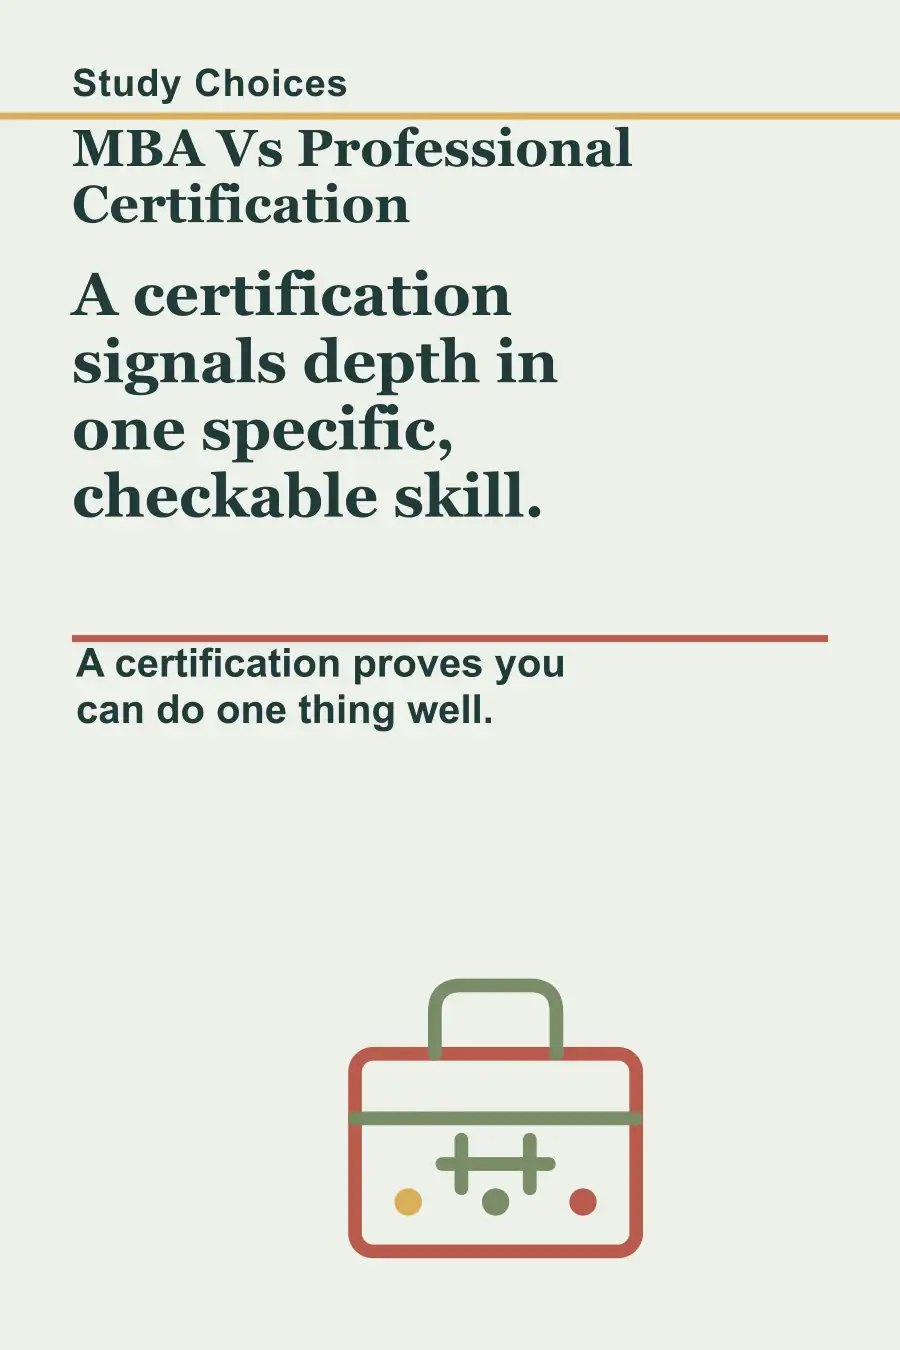 Study Choices
MBA Vs Professional
Certification
A certification
signals depth in
one specific,
checkable skill.
A certification proves you
can do one thing well.